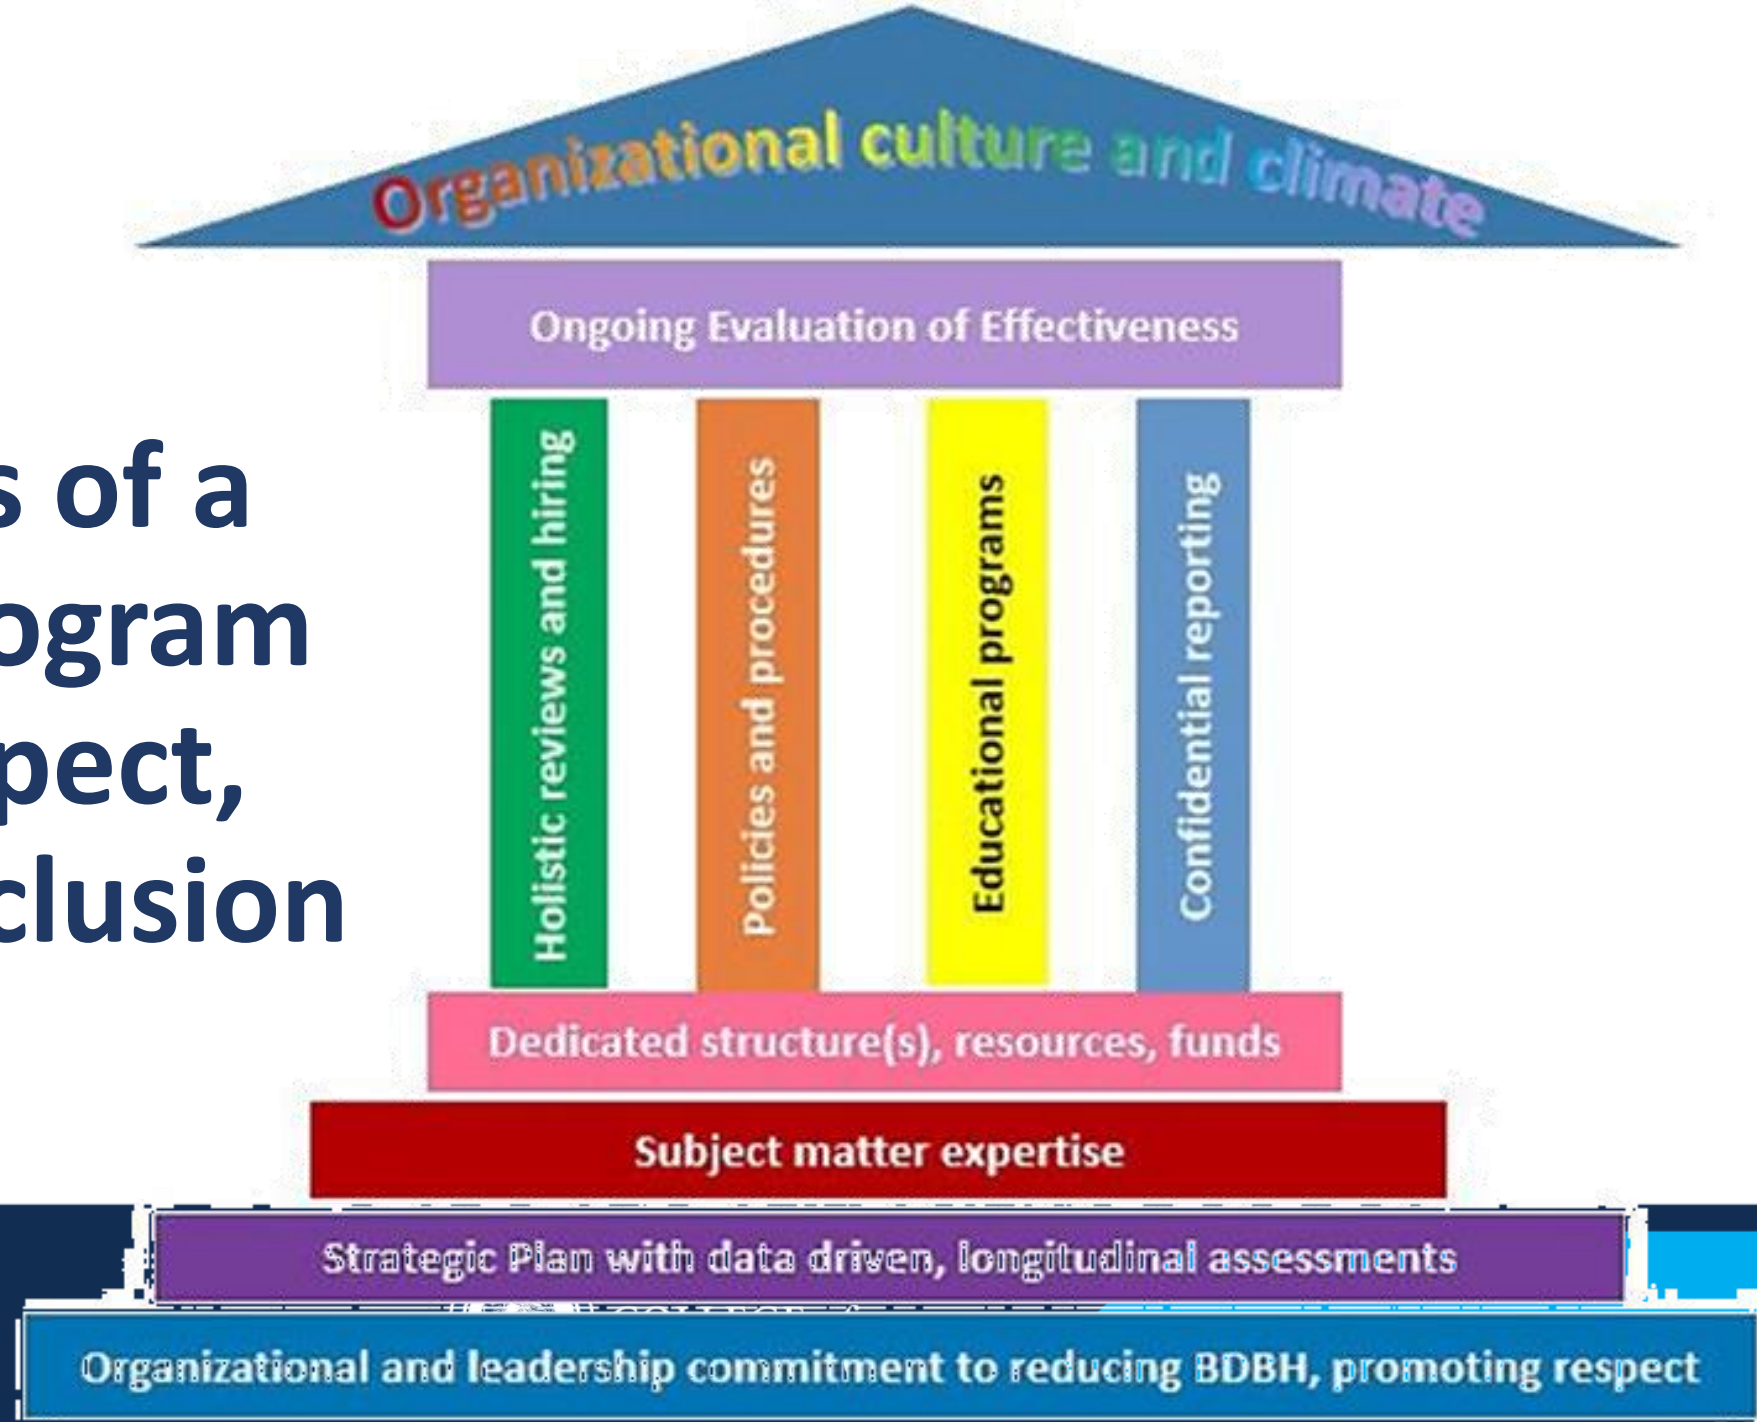 Organizational culture and climate
Ongoing Evaluation of Effectiveness
s of a
ogram
pect,
clusion
Holistic reviews and hiring
Policies and procedures
Educational programs
Confidential reporting
Dedicated structure(s), resources, funds
Subject matter expertise
Strategic Plan with data driven, longitudinal assessments
Organizational and leadership commitment to reducing BDBH, promoting respect